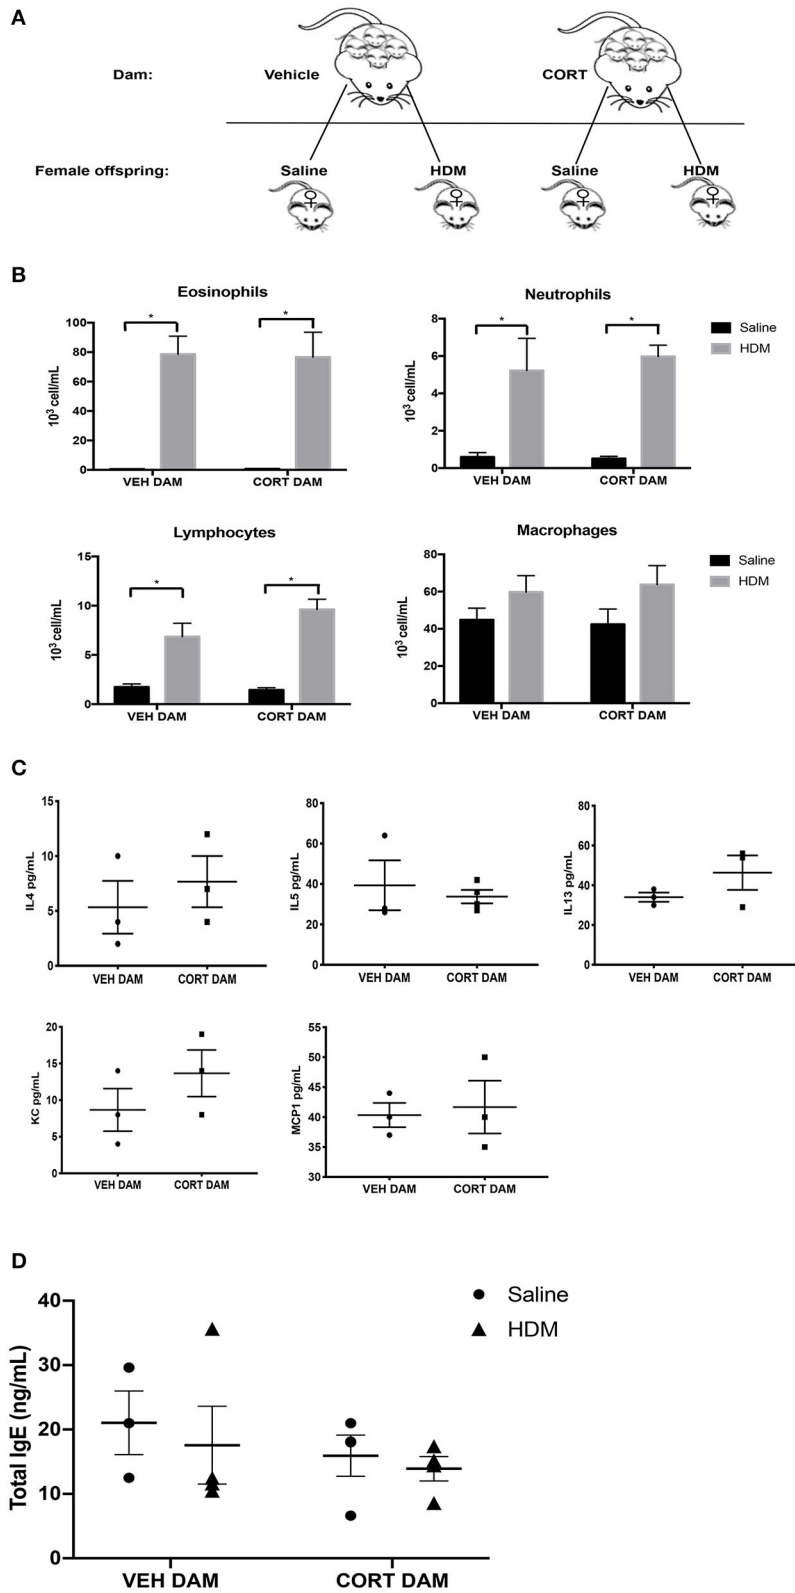 A
Dam: Vehicle CORT
Female offspring: Saline HDM Saline HDM
♀ ♀ ♀ ♀
B
Eosinophils
* *
100
80
60
40
20
0
10³ cell/mL
VEH DAM CORT DAM
Neutrophils
* *
8
6
4
2
0
10³ cell/mL
VEH DAM CORT DAM
Saline
HDM
Lymphocytes
* *
15
10
5
0
10³ cell/mL
VEH DAM CORT DAM
Macrophages
80
60
40
20
0
10³ cell/mL
VEH DAM CORT DAM
Saline
HDM
C
15
10
5
0
IL4 pg/mL
VEH DAM CORT DAM
80
60
40
20
0
IL5 pg/mL
VEH DAM CORT DAM
80
60
40
20
0
IL13 pg/mL
VEH DAM CORT DAM
20
15
10
5
0
KC pg/mL
VEH DAM CORT DAM
55
50
45
40
35
30
MCP1 pg/mL
VEH DAM CORT DAM
D
40
30
20
10
0
Total IgE (ng/mL)
VEH DAM CORT DAM
Saline
HDM